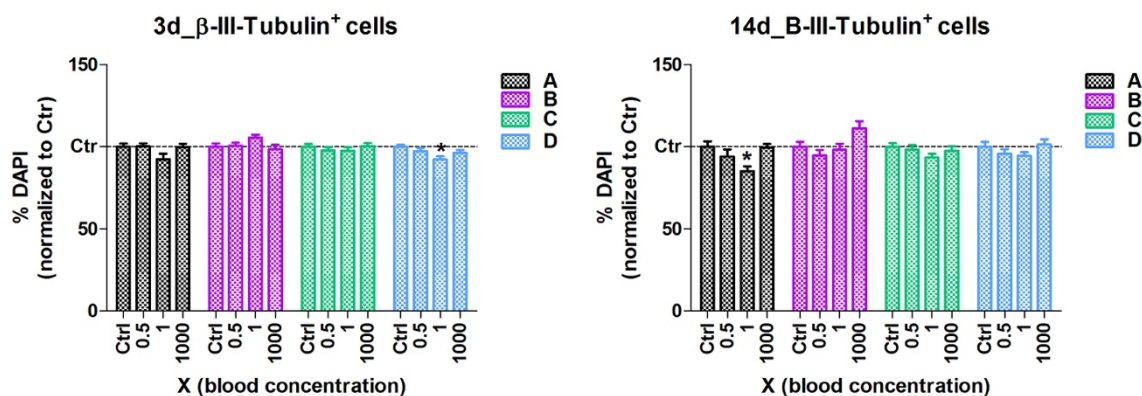 3d_β-III-Tubulin⁺ cells
% DAPI
(normalized to Ctr)
150
Ctr
50
0
A
B
C
D
*
Ctrl 0.5 1 1000 Ctrl 0.5 1 1000 Ctrl 0.5 1 1000 Ctrl 0.5 1 1000
X (blood concentration)
14d_B-III-Tubulin⁺ cells
% DAPI
(normalized to Ctr)
150
Ctr
50
0
A
B
C
D
*
Ctrl 0.5 1 1000 Ctrl 0.5 1 1000 Ctrl 0.5 1 1000 Ctrl 0.5 1 1000
X (blood concentration)